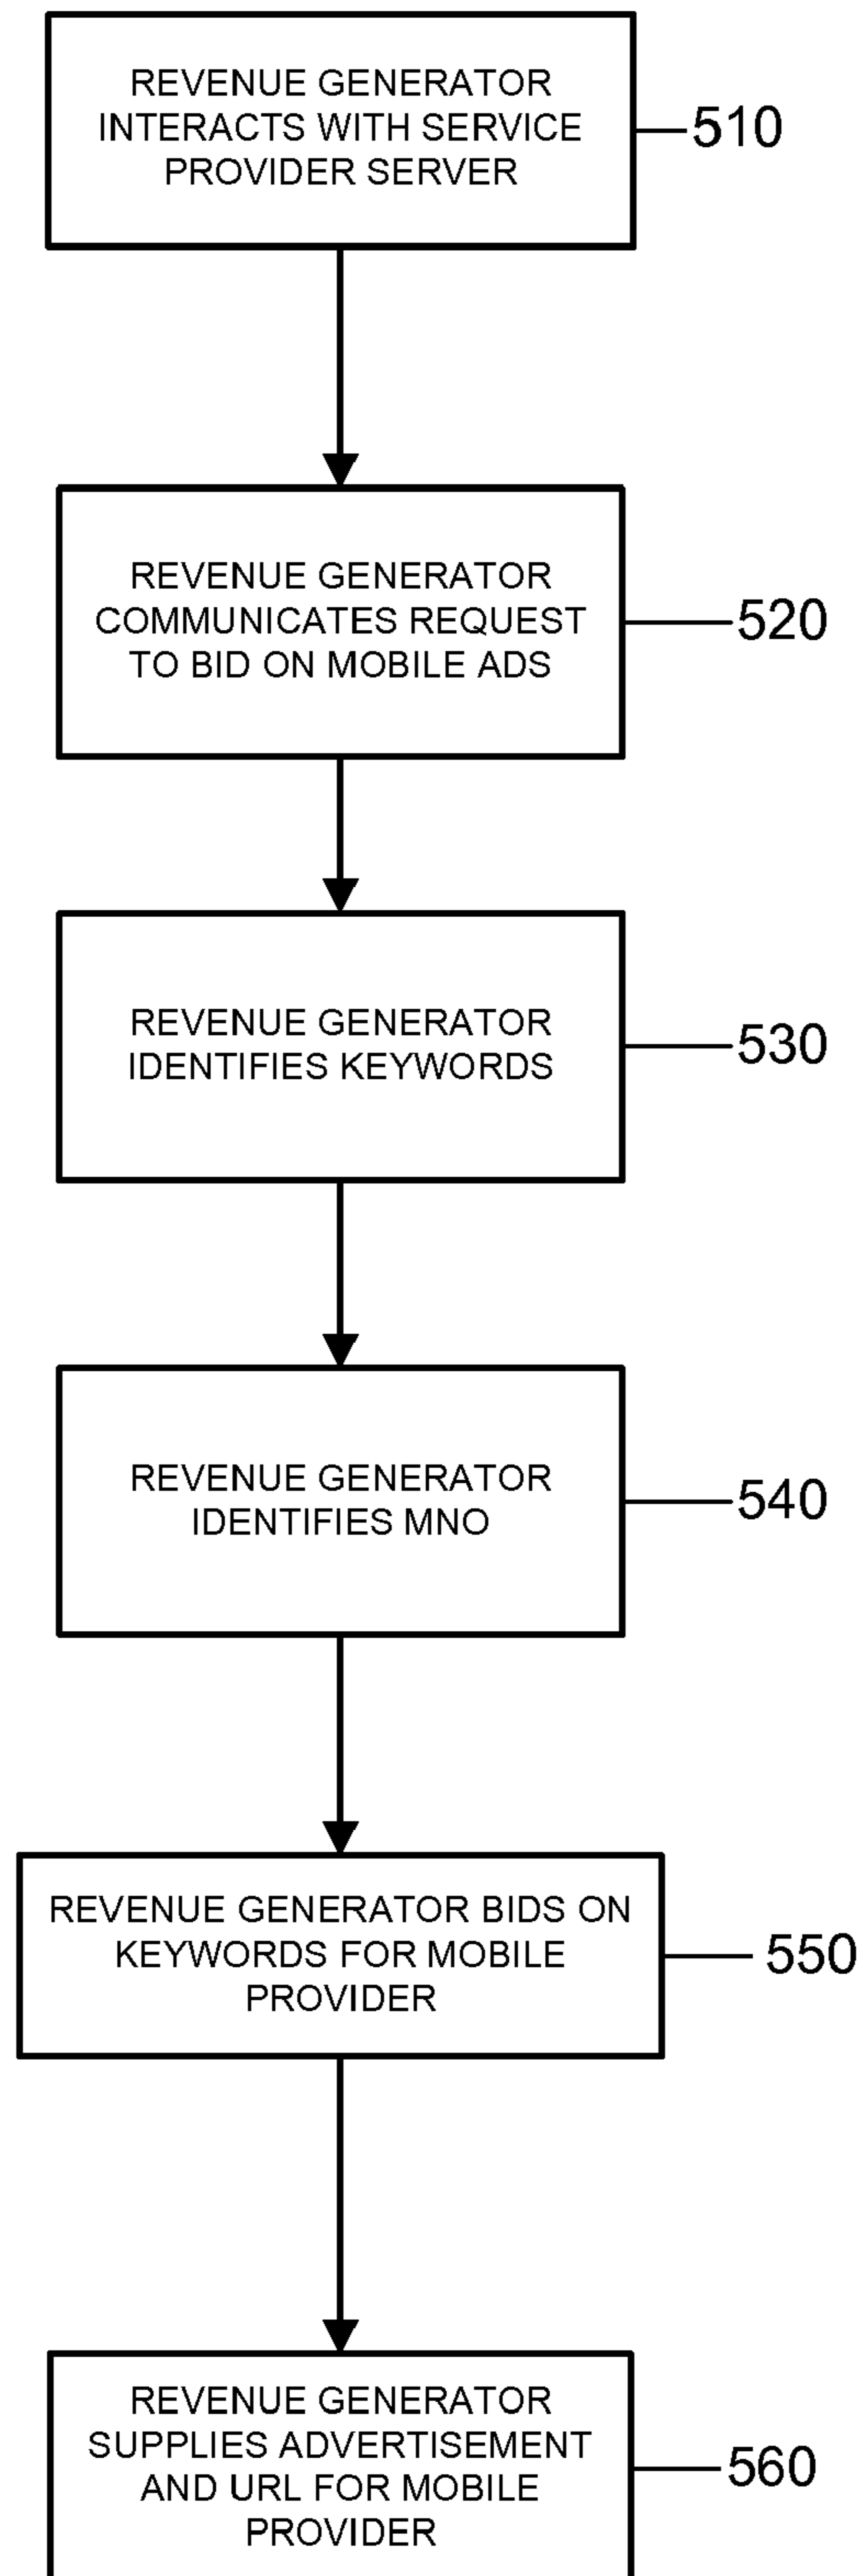 REVENUE GENERATOR
INTERACTS WITH SERVICE
PROVIDER SERVER
510
REVENUE GENERATOR
COMMUNICATES REQUEST
TO BID ON MOBILE ADS
520
REVENUE GENERATOR
IDENTIFIES KEYWORDS
530
REVENUE GENERATOR
IDENTIFIES MNO
540
REVENUE GENERATOR BIDS ON
KEYWORDS FOR MOBILE
PROVIDER
550
REVENUE GENERATOR
SUPPLIES ADVERTISEMENT
AND URL FOR MOBILE
PROVIDER
560